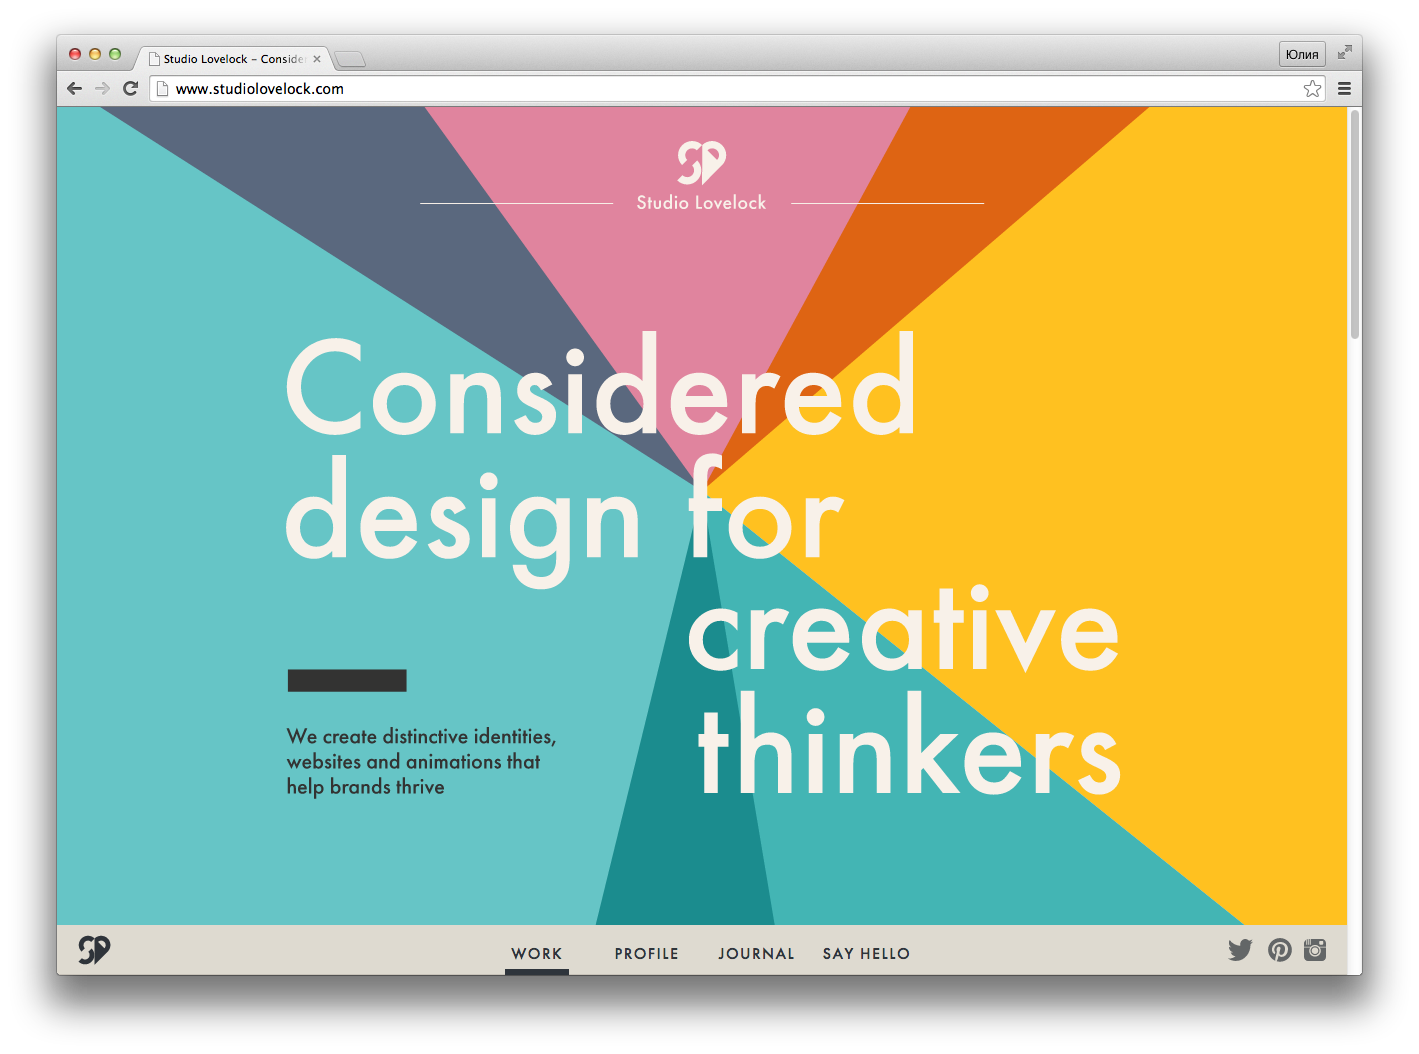 Studio Lovelock – Conside
Юлия
www.studiolovelock.com
Studio Lovelock
Considered
design for
creative
thinkers
We create distinctive identities,
websites and animations that
help brands thrive
WORK PROFILE JOURNAL SAY HELLO